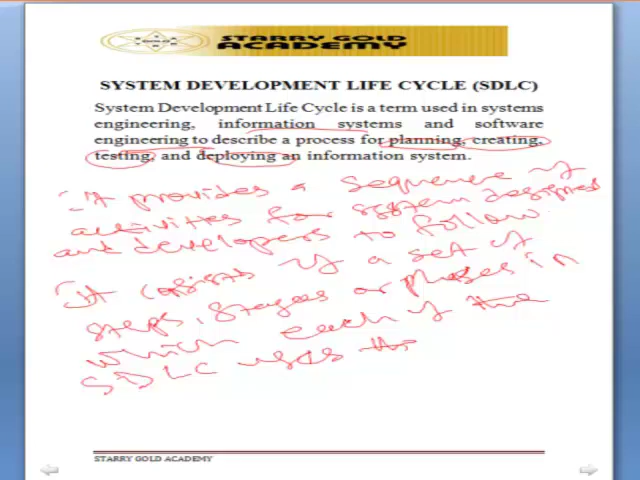 STARRY GOLD
ACADEMY
SYSTEM DEVELOPMENT LIFE CYCLE (SDLC)
System Development Life Cycle is a term used in systems
engineering, information systems and software
engineering to describe a process for planning, creating,
testing, and deploying an information system.
It provides a sequence of
activities for system designers
and developers to follow
It consists of a set of
steps, stages or phases in
which each of the
SDLC uses the
STARRY GOLD ACADEMY